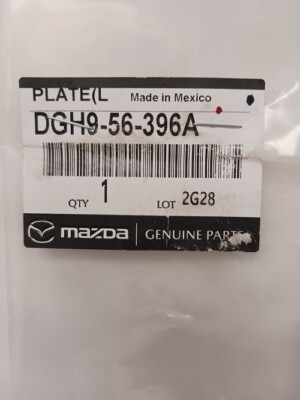 PLATE(L Made in Mexico
DGH9-56-396A
QTY 1 LOT 2G28
mazda GENUINE PARTS